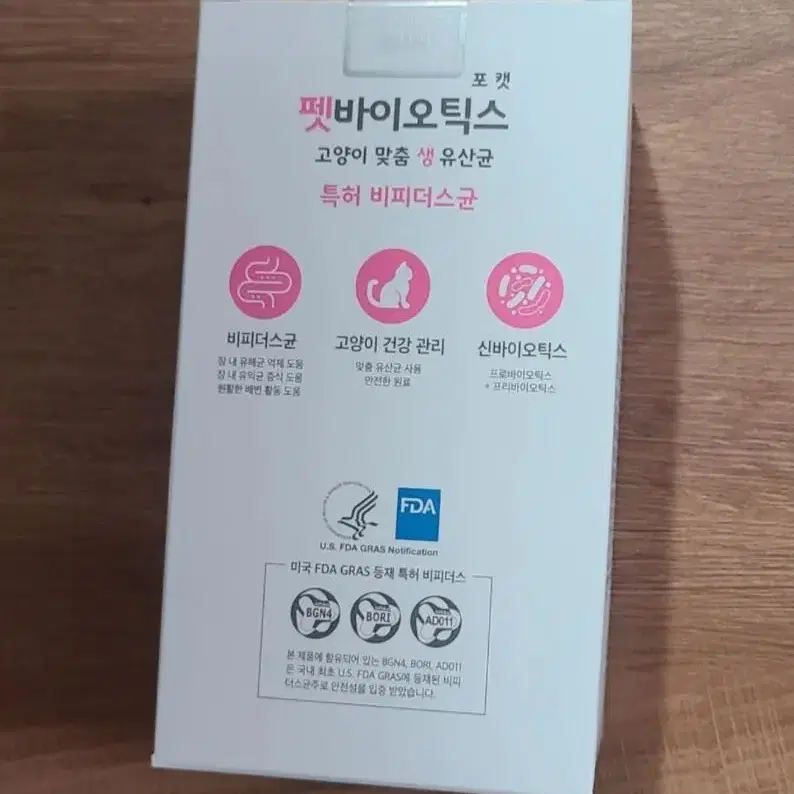 포 캣
펫바이오틱스
고양이 맞춤 생 유산균
특허 비피더스균
비피더스균
장 내 유해균 억제 도움
장 내 유익균 증식 도움
원활한 배변 활동 도움
고양이 건강 관리
맞춤 유산균 사용
안전한 원료
신바이오틱스
프로바이오틱스
+ 프리바이오틱스
FDA
U.S. FDA GRAS Notification
미국 FDA GRAS 등재 특허 비피더스
BGN4
BORI
AD011
본 제품에 함유되어 있는 BGN4, BORI, AD011
은 국내 최초 U.S. FDA GRAS에 등재된 비피
더스균주로 안전성을 입증 받았습니다.